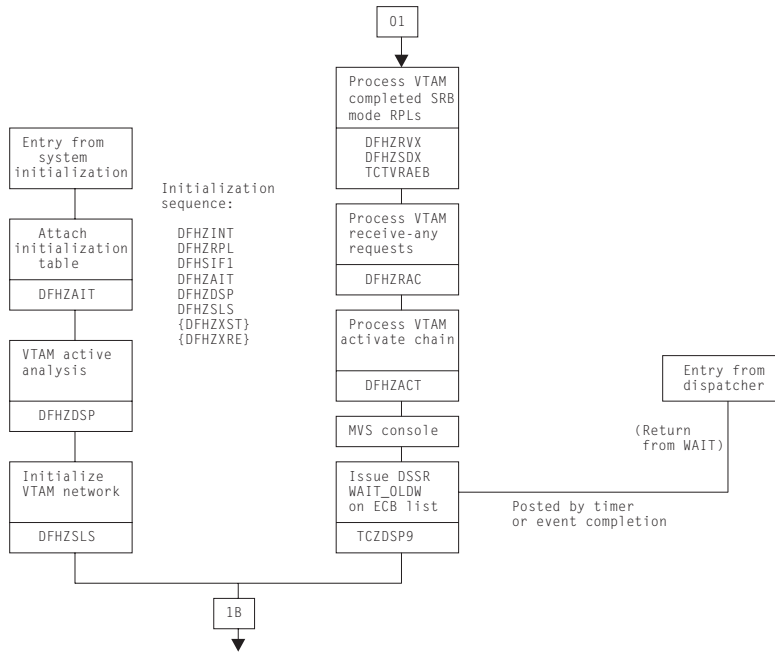 01
Process VTAM
completed SRB
mode RPLs
DFHZRVX
DFHZSDX
TCTVRAEB
Entry from
system
initialization
Initialization
sequence:
DFHZINT
DFHZRPL
DFHSIF1
DFHZAIT
DFHZDSP
DFHZSLS
{DFHZXST}
{DFHZXRE}
Attach
initialization
table
DFHZAIT
Process VTAM
receive-any
requests
DFHZRAC
VTAM active
analysis
DFHZDSP
Process VTAM
activate chain
DFHZACT
Entry from
dispatcher
MVS console
(Return
from WAIT)
Initialize
VTAM network
DFHZSLS
Issue DSSR
WAIT_OLDW
on ECB list
TCZDSP9
Posted by timer
or event completion
1B